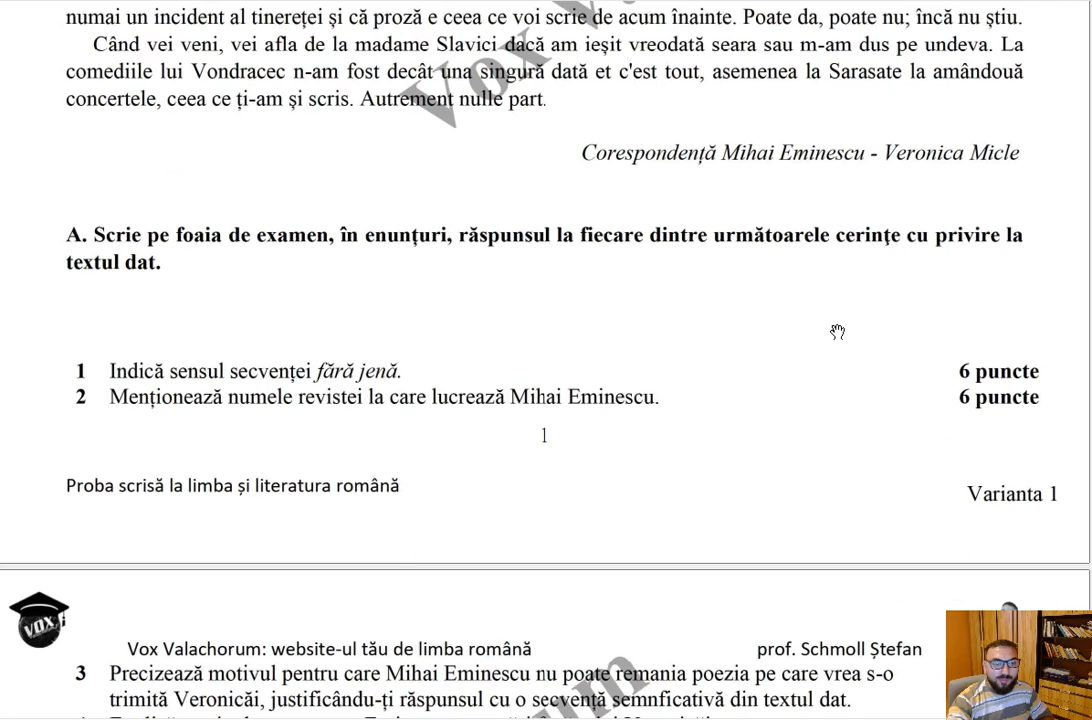 numai un incident al tinereței și că proză e ceea ce voi scrie de acum înainte. Poate da, poate nu; încă nu știu.
Când vei veni, vei afla de la madame Slavici dacă am ieșit vreodată seara sau m-am dus pe undeva. La
comediile lui Vondracec n-am fost decât una singură dată et c'est tout, asemenea la Sarasate la amândouă
concertele, ceea ce ți-am și scris. Autrement nulle part.
Corespondență Mihai Eminescu - Veronica Micle
A. Scrie pe foaia de examen, în enunțuri, răspunsul la fiecare dintre următoarele cerințe cu privire la
textul dat.
1 Indică sensul secvenței fără jenă. 6 puncte
2 Menționează numele revistei la care lucrează Mihai Eminescu. 6 puncte
1
Proba scrisă la limba și literatura română
Varianta 1
VOX
Vox Valachorum: website-ul tău de limba română prof. Schmoll Ștefan
3 Precizează motivul pentru care Mihai Eminescu nu poate remania poezia pe care vrea s-o
trimită Veronicăi, justificându-ți răspunsul cu o secvență semnficativă din textul dat.